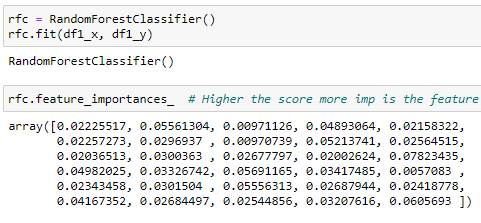 rfc = RandomForestClassifier()
rfc.fit(df1_x, df1_y)
RandomForestClassifier()
rfc.feature_importances_  # Higher the score more imp is the feature
array([0.02225517, 0.05561304, 0.00971126, 0.04893064, 0.02158322,
       0.02257273, 0.0296937 , 0.00970739, 0.05213741, 0.02564515,
       0.02036513, 0.0300363 , 0.02677797, 0.02002624, 0.07823435,
       0.04982025, 0.03326742, 0.05691165, 0.03417485, 0.0057083 ,
       0.02343458, 0.0301504 , 0.05556313, 0.02687944, 0.02418778,
       0.04167352, 0.02684497, 0.02544856, 0.03207616, 0.0605693 ])